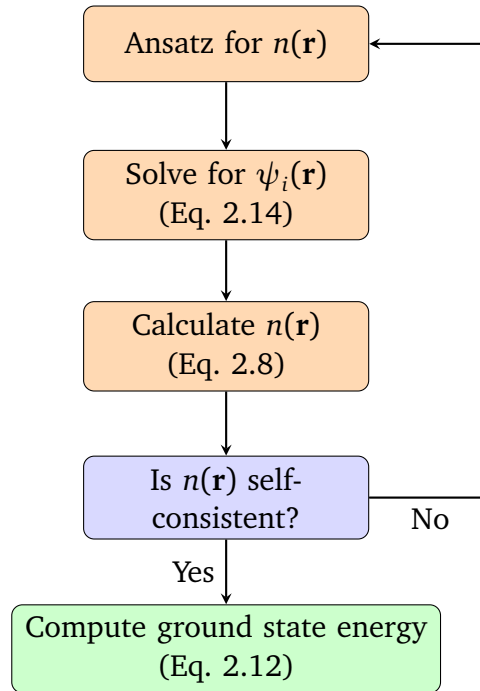 Ansatz for n(r)
Solve for ψᵢ(r)
(Eq. 2.14)
Calculate n(r)
(Eq. 2.8)
Is n(r) self-
consistent?
No
Yes
Compute ground state energy
(Eq. 2.12)